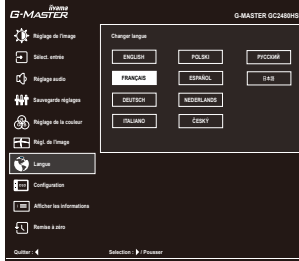 iiyama
G-MASTER
G-MASTER GC2480HS
Réglage de l'image
Sélect. entrée
Réglage audio
Sauvegarde réglages
Réglage de la couleur
Régl. de l'image
Langue
Configuration
Afficher les informations
Remise à zéro
Changer langue
ENGLISH
POLSKI
РУССКИЙ
FRANÇAIS
ESPAÑOL
日本語
DEUTSCH
NEDERLANDS
ITALIANO
ČESKÝ
Quitter :
Selection : / Pousser